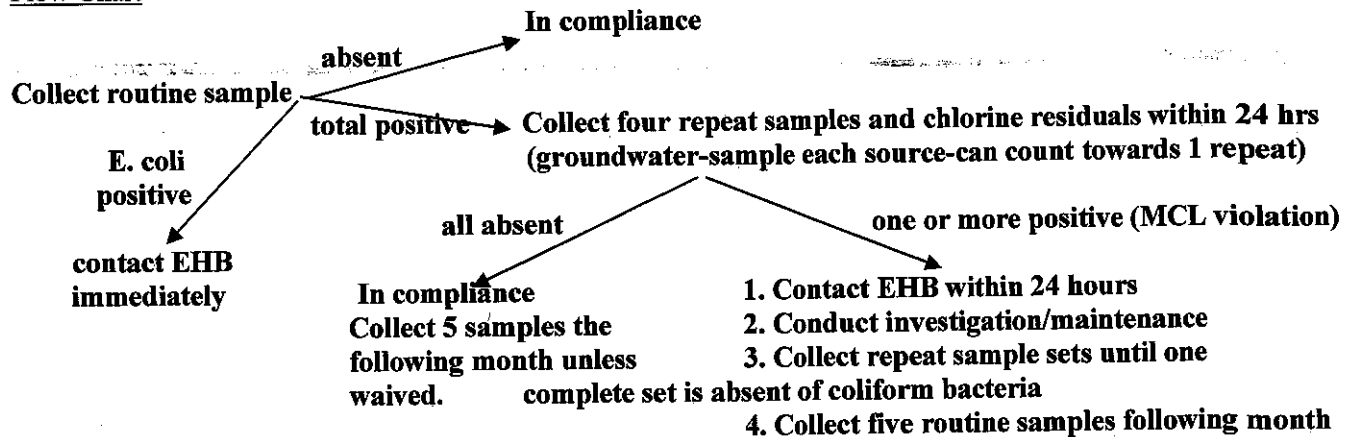 In compliance
absent
Collect routine sample
total positive
Collect four repeat samples and chlorine residuals within 24 hrs
(groundwater-sample each source-can count towards 1 repeat)
E. coli
positive
contact EHB
immediately
all absent
one or more positive (MCL violation)
In compliance
Collect 5 samples the
following month unless
waived.
1. Contact EHB within 24 hours
2. Conduct investigation/maintenance
3. Collect repeat sample sets until one
complete set is absent of coliform bacteria
4. Collect five routine samples following month